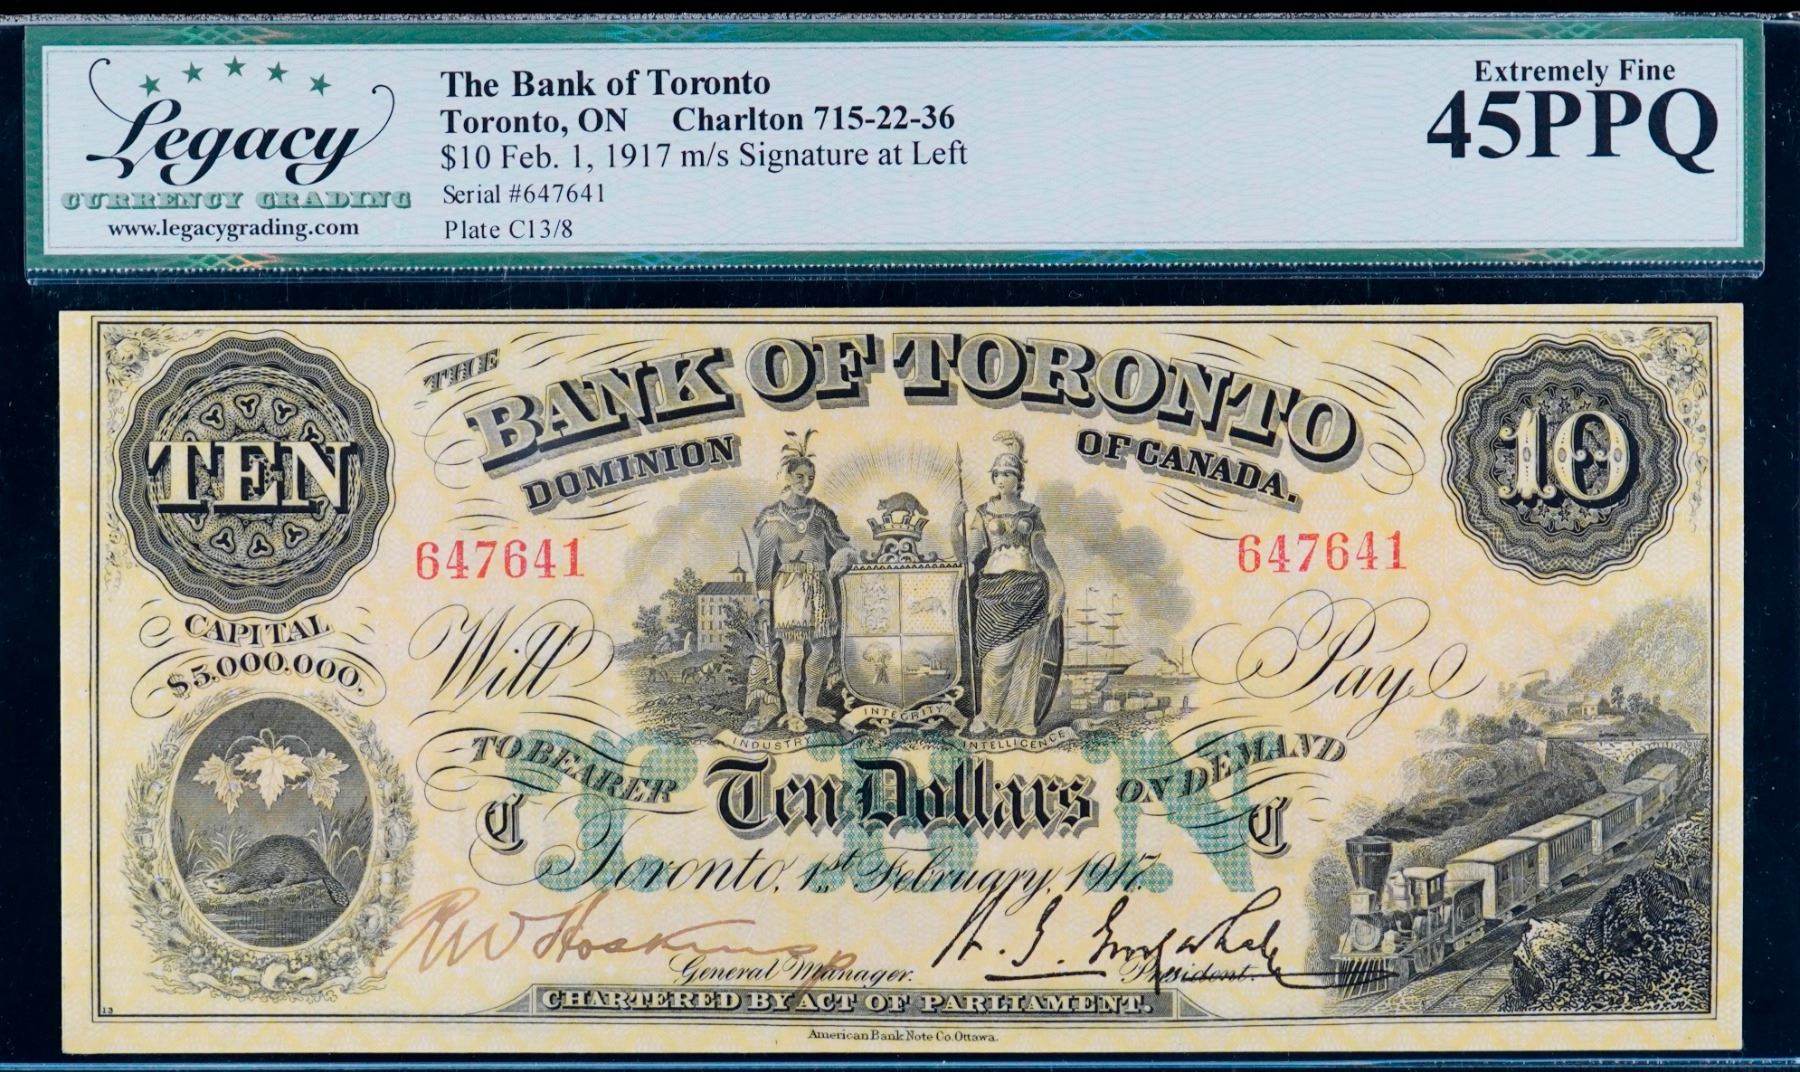 Legacy
CURRENCY GRADING
www.legacygrading.com
The Bank of Toronto
Toronto, ON Charlton 715-22-36
$10 Feb. 1, 1917 m/s Signature at Left
Serial #647641
Plate C13/8
Extremely Fine
45PPQ
THE
BANK OF TORONTO
DOMINION OF CANADA.
TEN
10
647641 647641
CAPITAL
$5,000,000.
Will Pay
INTEGRITY
INDUSTRY INTELLIGENCE
TO BEARER Ten Dollars ON DEMAND
TEN
C C
Toronto, 1st February, 1917.
General Manager. President.
CHARTERED BY ACT OF PARLIAMENT.
13
American Bank Note Co. Ottawa.